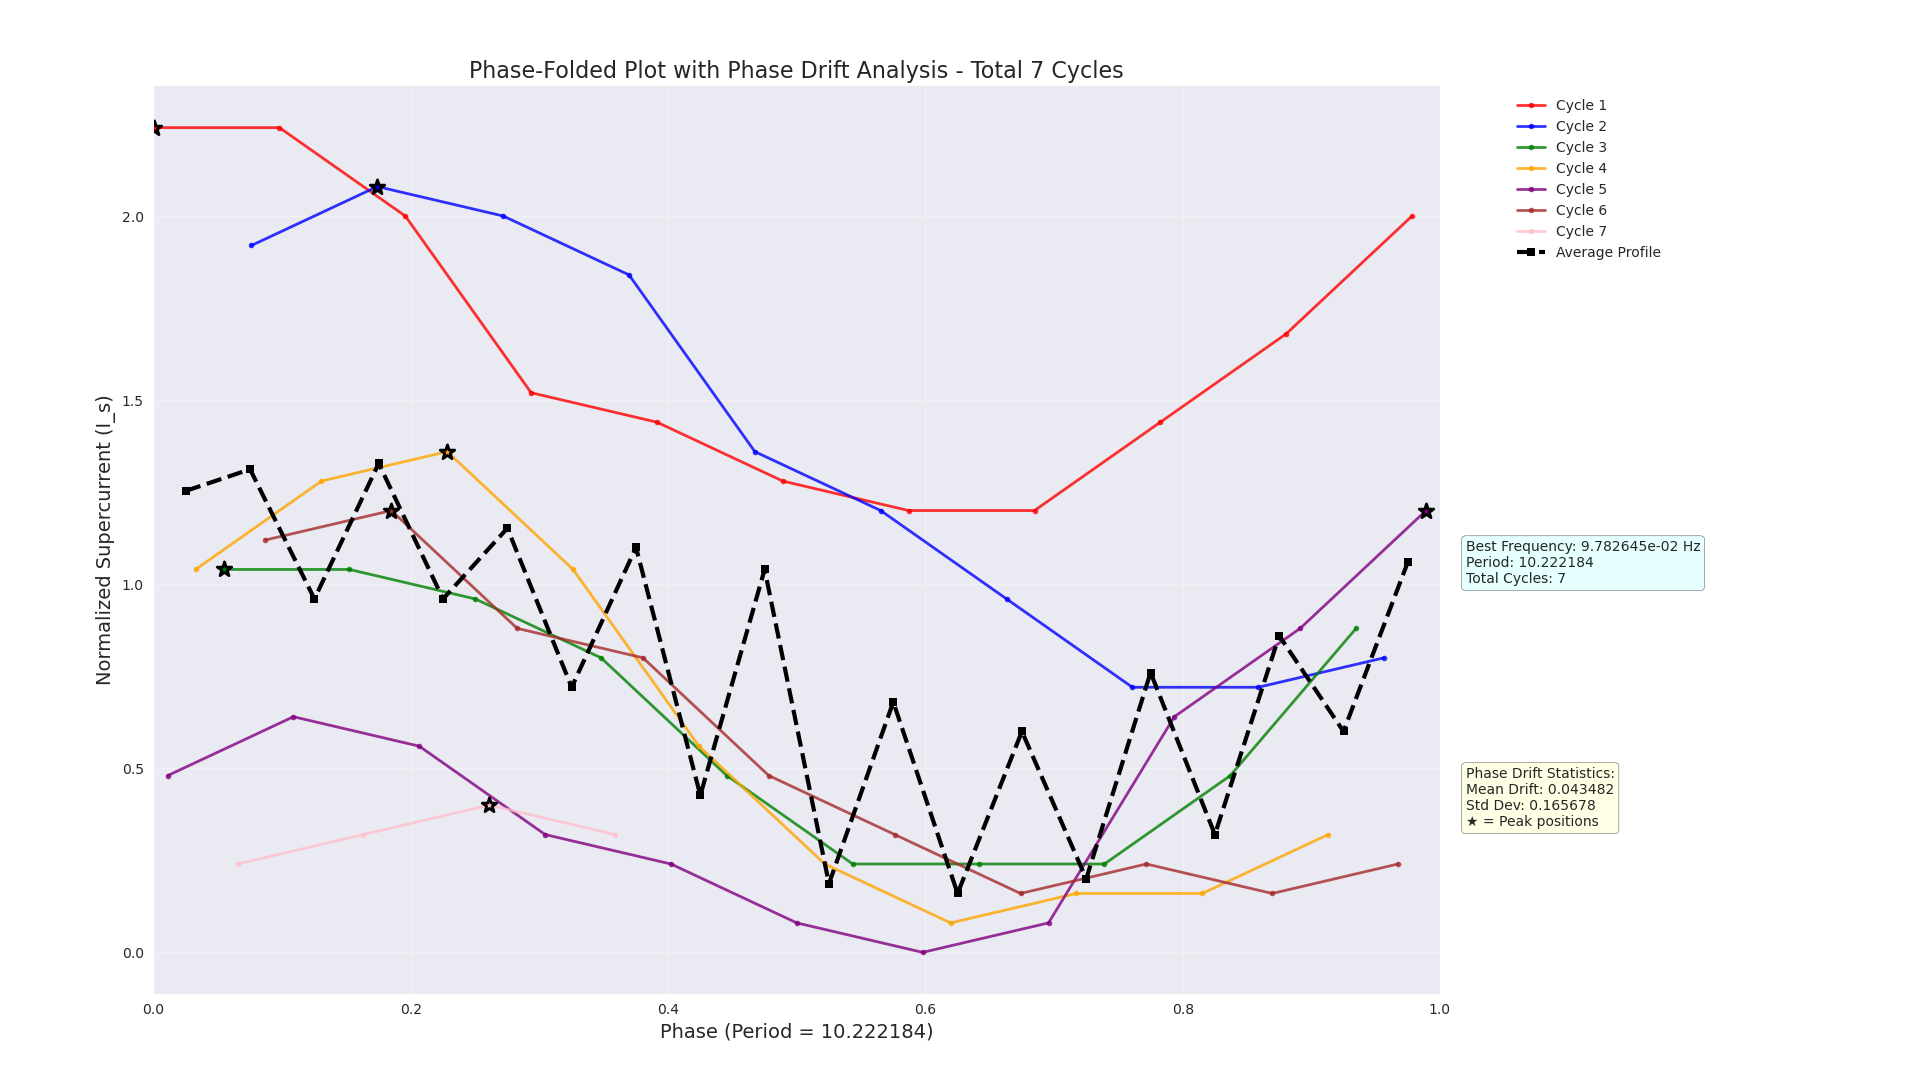 Phase-Folded Plot with Phase Drift Analysis - Total 7 Cycles
Normalized Supercurrent (I_s)
2.0
1.5
1.0
0.5
0.0
0.0
0.2
0.4
0.6
0.8
1.0
Phase (Period = 10.222184)
Cycle 1
Cycle 2
Cycle 3
Cycle 4
Cycle 5
Cycle 6
Cycle 7
Average Profile
Best Frequency: 9.782645e-02 Hz
Period: 10.222184
Total Cycles: 7
Phase Drift Statistics:
Mean Drift: 0.043482
Std Dev: 0.165678
★ = Peak positions